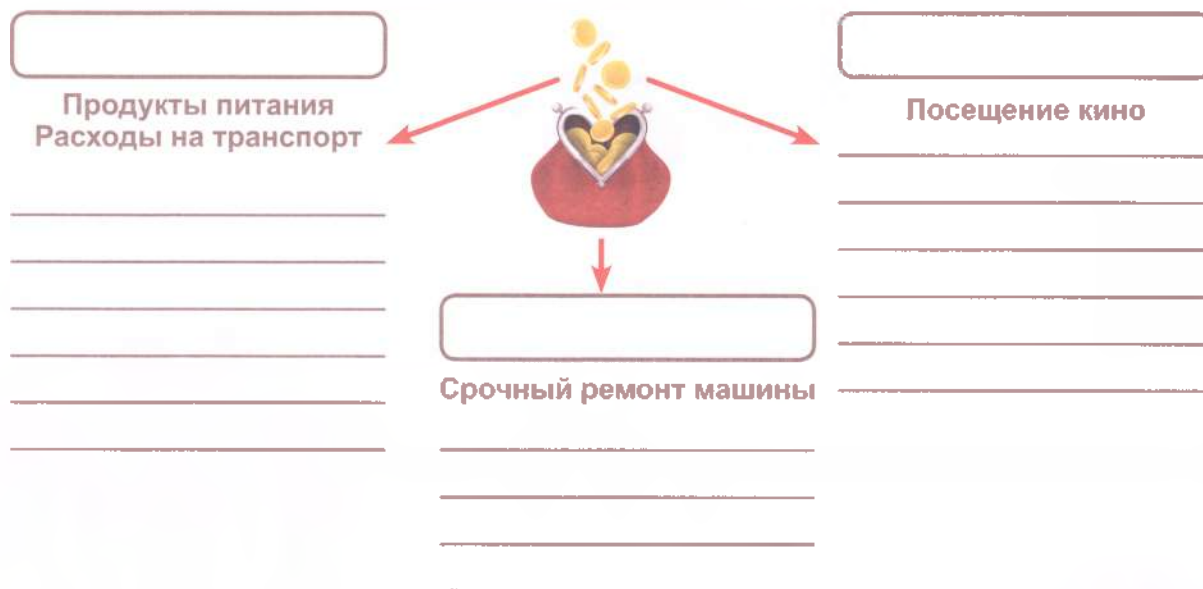 Продукты питания
Расходы на транспорт
Посещение кино
Срочный ремонт машины